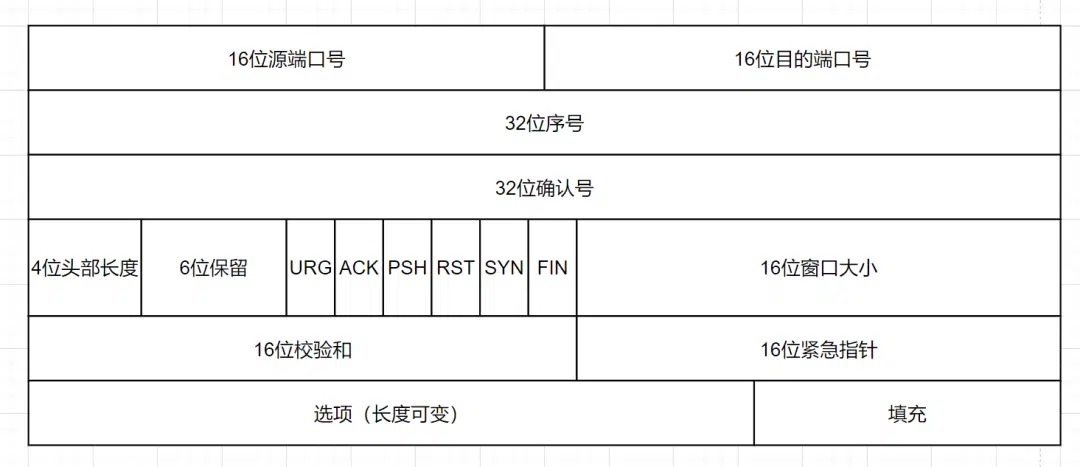 16位源端口号
16位目的端口号
32位序号
32位确认号
4位头部长度
6位保留
URG
ACK
PSH
RST
SYN
FIN
16位窗口大小
16位校验和
16位紧急指针
选项（长度可变）
填充